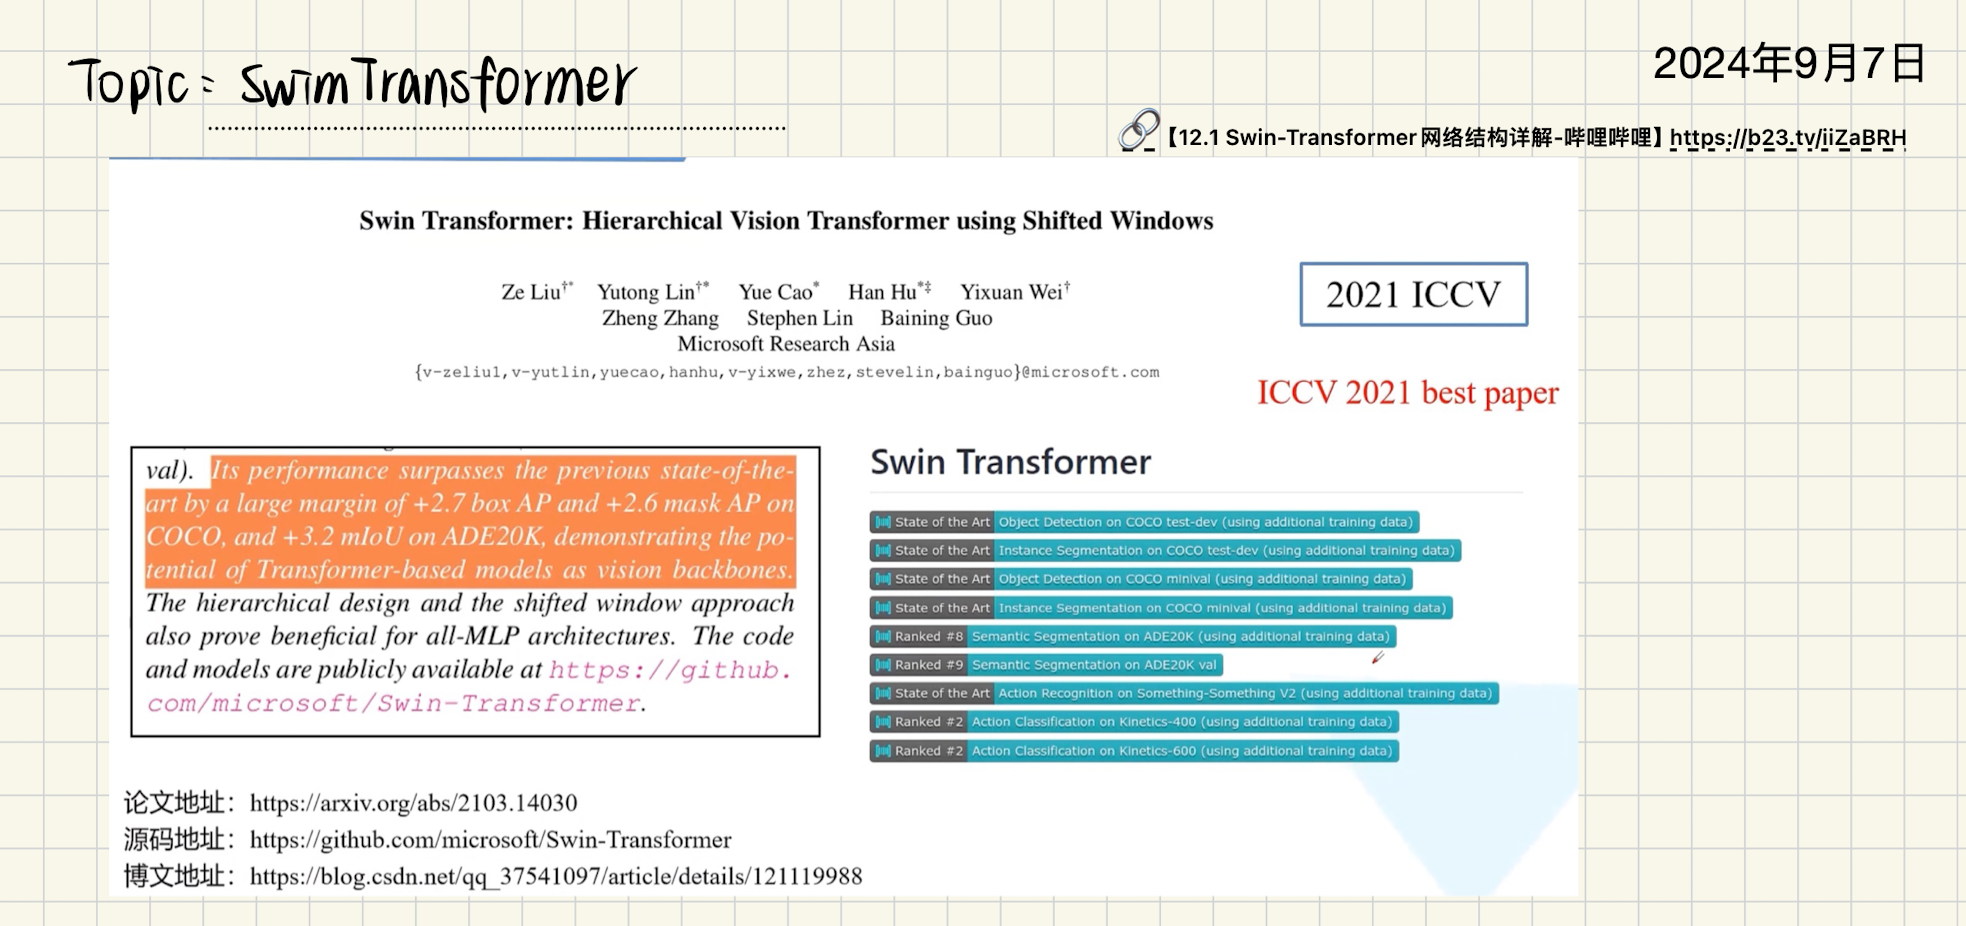 Topic: SwimTransformer
2024年9月7日
【12.1 Swin-Transformer网络结构详解-哔哩哔哩】 https://b23.tv/iiZaBRH
Swin Transformer: Hierarchical Vision Transformer using Shifted Windows
Ze Liu†* Yutong Lin†* Yue Cao* Han Hu*‡ Yixuan Wei†
Zheng Zhang Stephen Lin Baining Guo
Microsoft Research Asia
{v-zeliu1,v-yutlin,yuecao,hanhu,v-yixwe,zhez,stevelin,bainguo}@microsoft.com
2021 ICCV
ICCV 2021 best paper
val). Its performance surpasses the previous state-of-the-
art by a large margin of +2.7 box AP and +2.6 mask AP on
COCO, and +3.2 mIoU on ADE20K, demonstrating the po-
tential of Transformer-based models as vision backbones.
The hierarchical design and the shifted window approach
also prove beneficial for all-MLP architectures. The code
and models are publicly available at https://github.
com/microsoft/Swin-Transformer.
Swin Transformer
State of the Art Object Detection on COCO test-dev (using additional training data)
State of the Art Instance Segmentation on COCO test-dev (using additional training data)
State of the Art Object Detection on COCO minival (using additional training data)
State of the Art Instance Segmentation on COCO minival (using additional training data)
Ranked #8 Semantic Segmentation on ADE20K (using additional training data)
Ranked #9 Semantic Segmentation on ADE20K val
State of the Art Action Recognition on Something-Something V2 (using additional training data)
Ranked #2 Action Classification on Kinetics-400 (using additional training data)
Ranked #2 Action Classification on Kinetics-600 (using additional training data)
论文地址：https://arxiv.org/abs/2103.14030
源码地址：https://github.com/microsoft/Swin-Transformer
博文地址：https://blog.csdn.net/qq_37541097/article/details/121119988